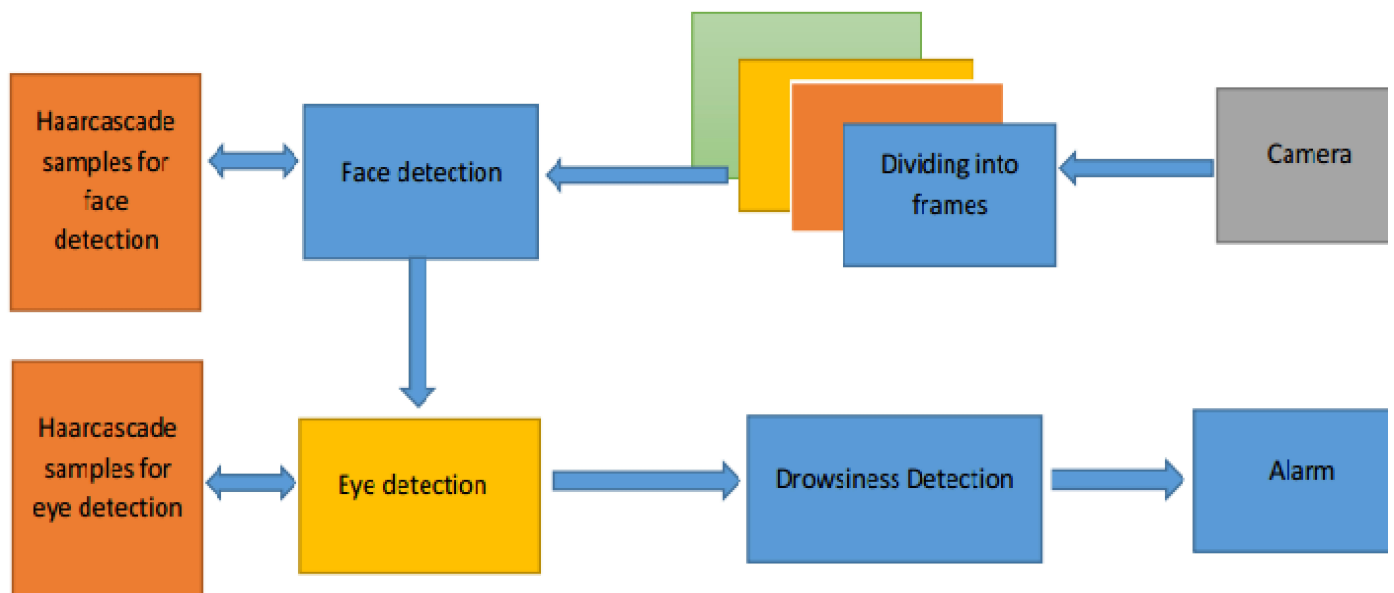 Haarcascade
samples for
face
detection
Face detection
Dividing into
frames
Camera
Haarcascade
samples for
eye detection
Eye detection
Drowsiness Detection
Alarm